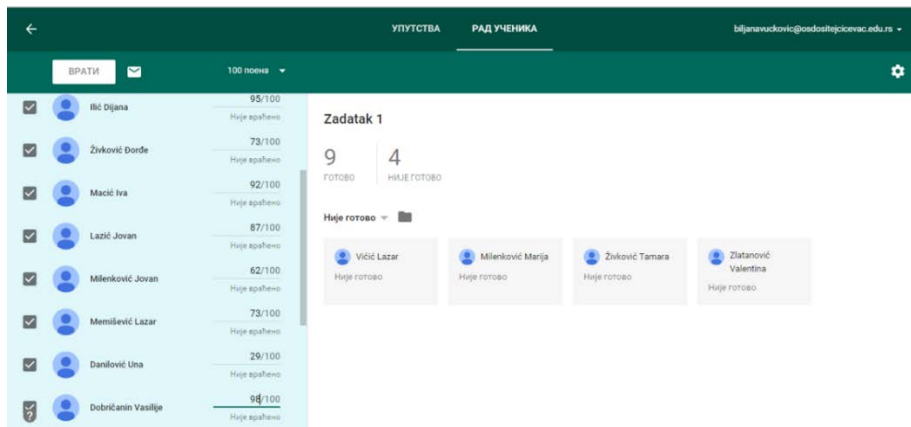 УПУТСТВА РАД УЧЕНИКА biljanavuckovic@osdositejcicevac.edu.rs
ВРАТИ 100 поена
Ilić Dijana 95/100
Није враћено
Živković Đorđe 73/100
Није враћено
Macić Iva 92/100
Није враћено
Lazić Jovan 87/100
Није враћено
Milenković Jovan 62/100
Није враћено
Memišević Lazar 73/100
Није враћено
Danilović Una 29/100
Није враћено
Dobričanin Vasilije 98/100
Није враћено
Zadatak 1
9 4
ГОТОВО НИЈЕ ГОТОВО
Није готово
Vićić Lazar
Није готово
Milenković Marija
Није готово
Živković Tamara
Није готово
Zlatanović
Valentina
Није готово